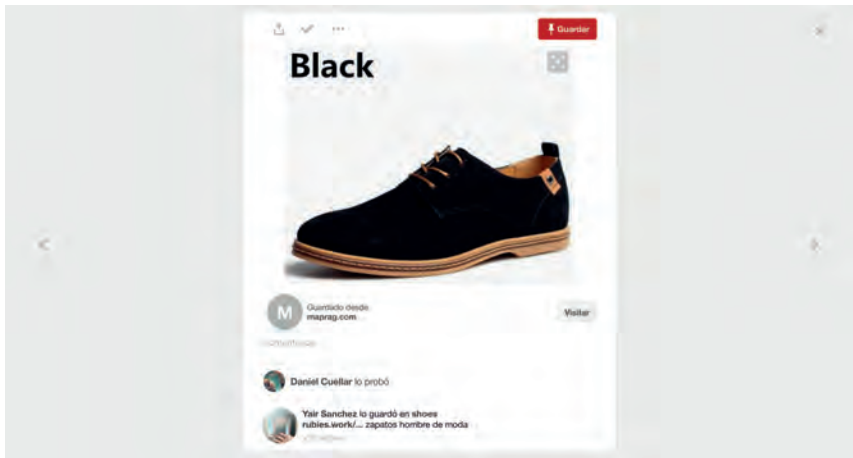 Guardar
Black
M
Guardado desde
maprag.com
Visitar
Daniel Cuellar lo probó
Yair Sanchez lo guardó en shoes
rubies.work/... zapatos hombre de moda